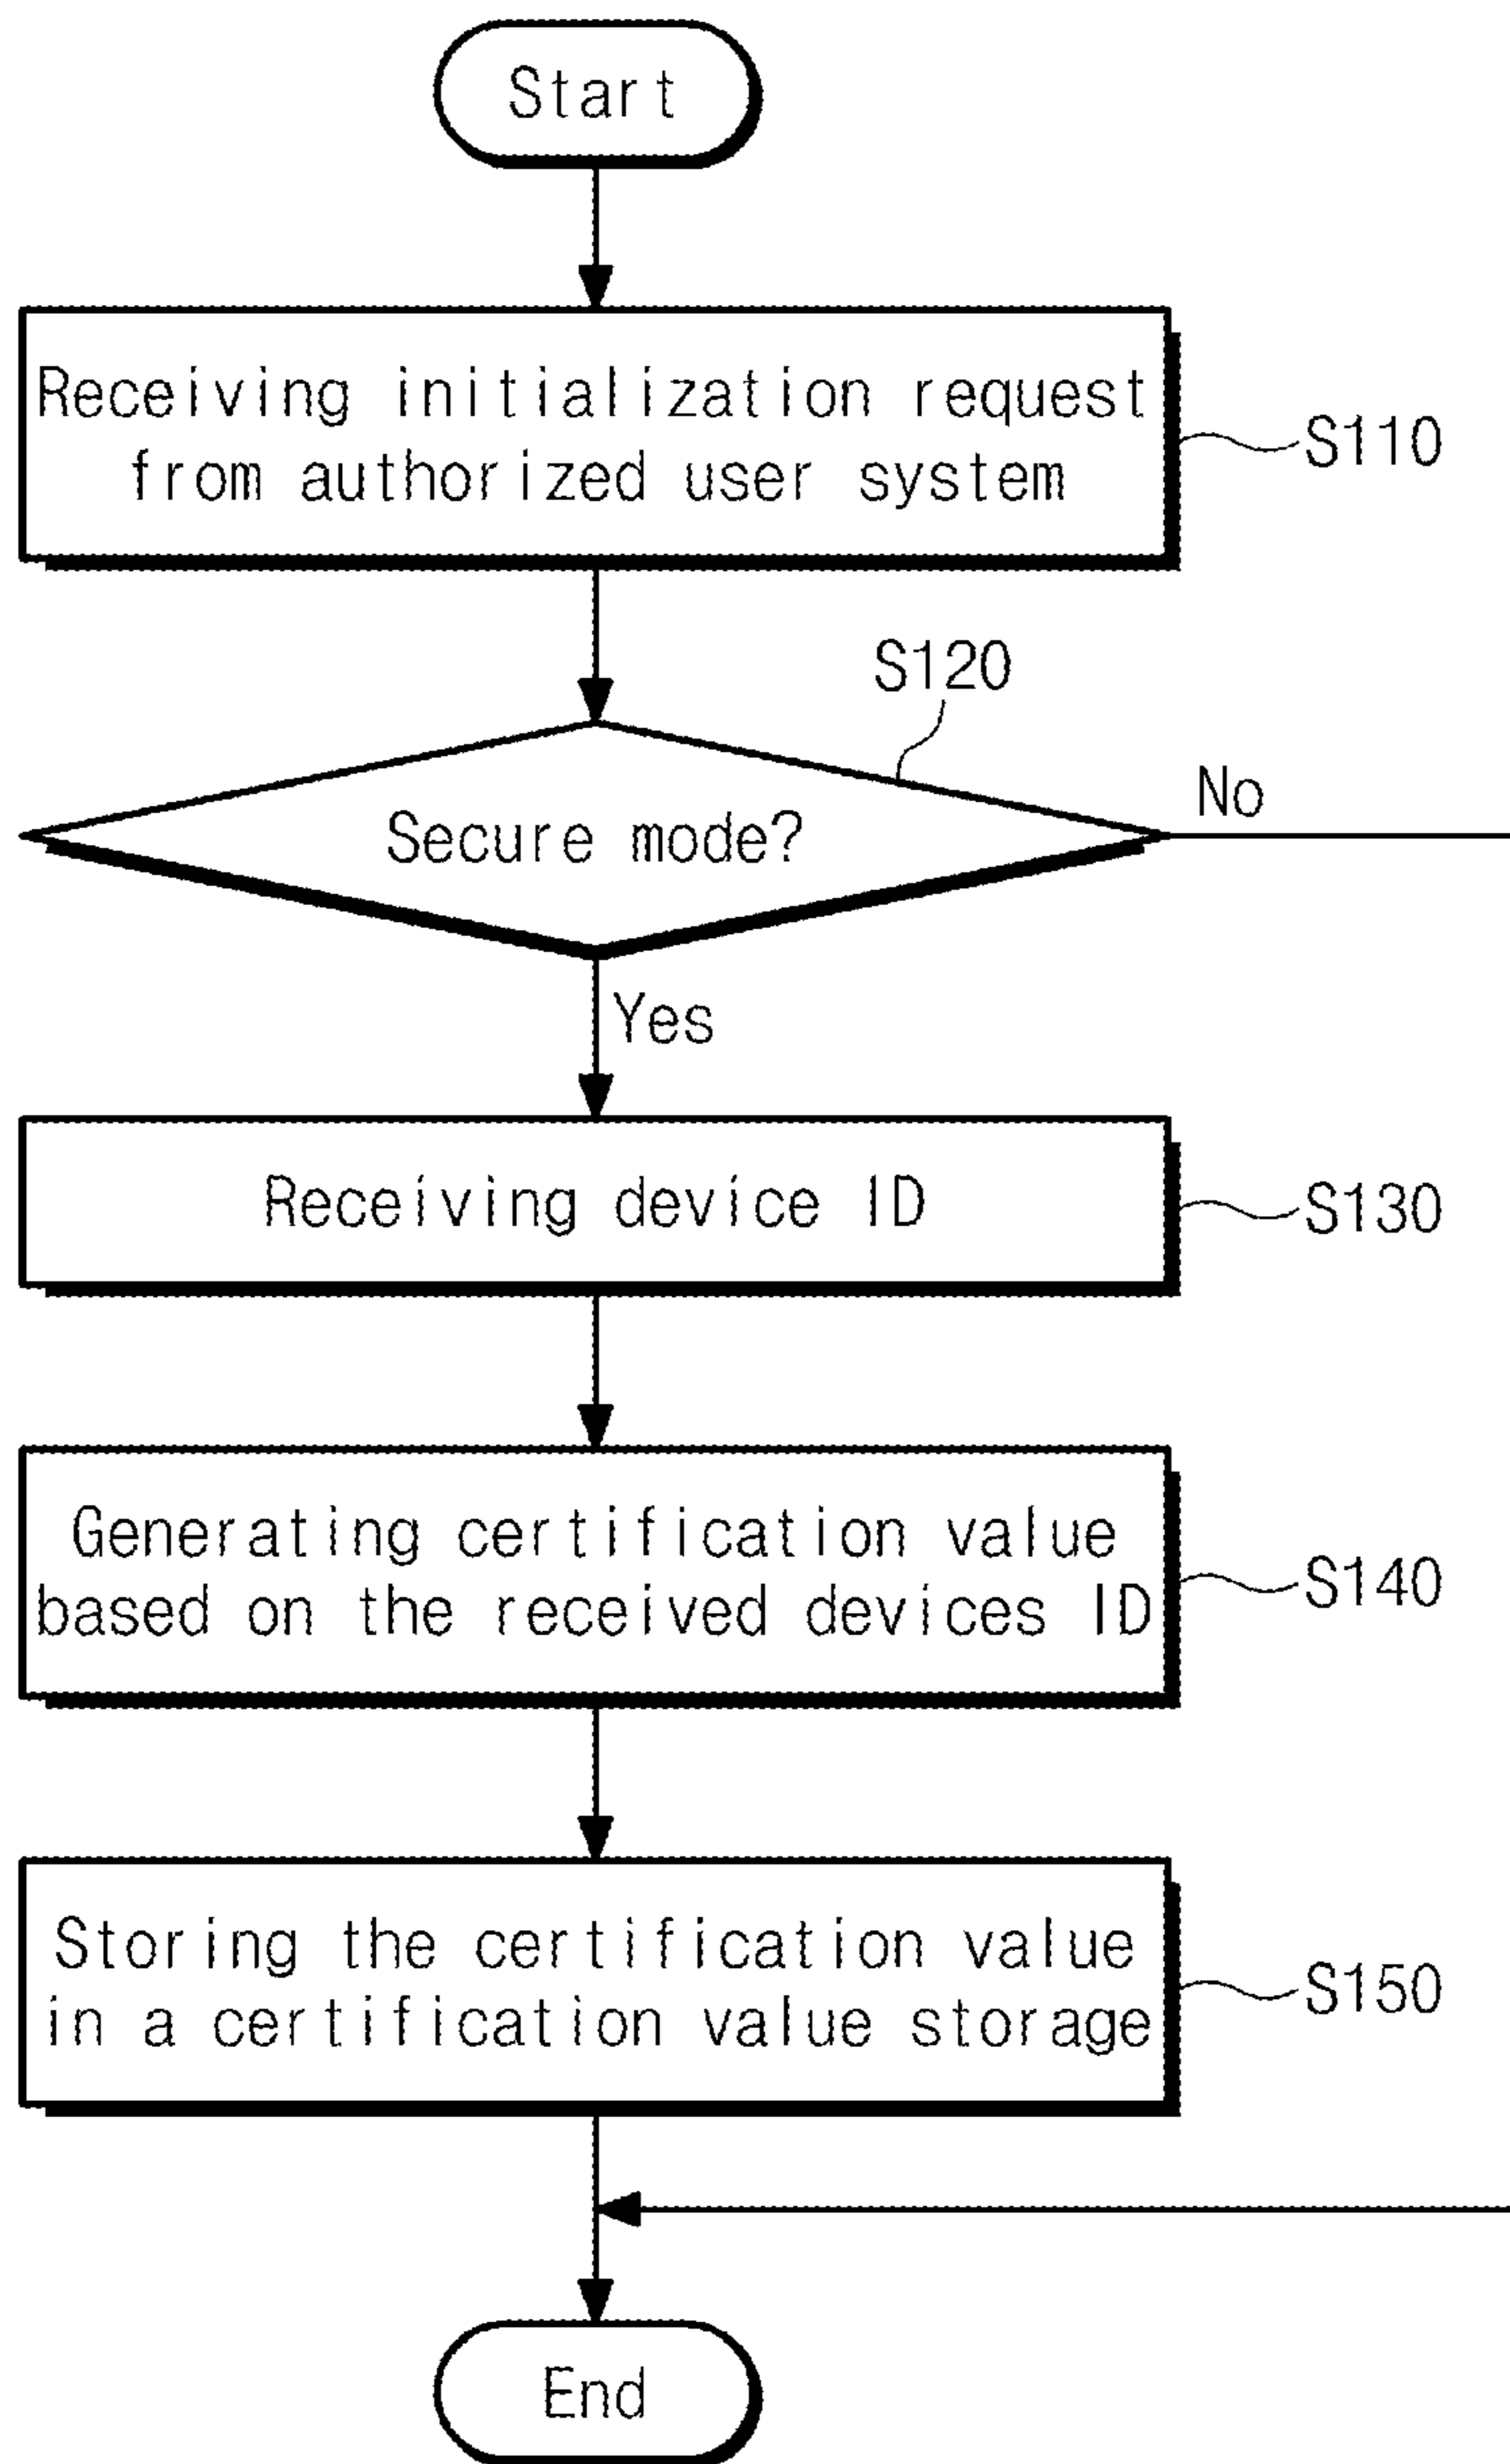 Start
Receiving initialization request
from authorized user system
S110
S120
Secure mode?
No
Yes
Receiving device ID
S130
Generating certification value
based on the received devices ID
S140
Storing the certification value
in a certification value storage
S150
End